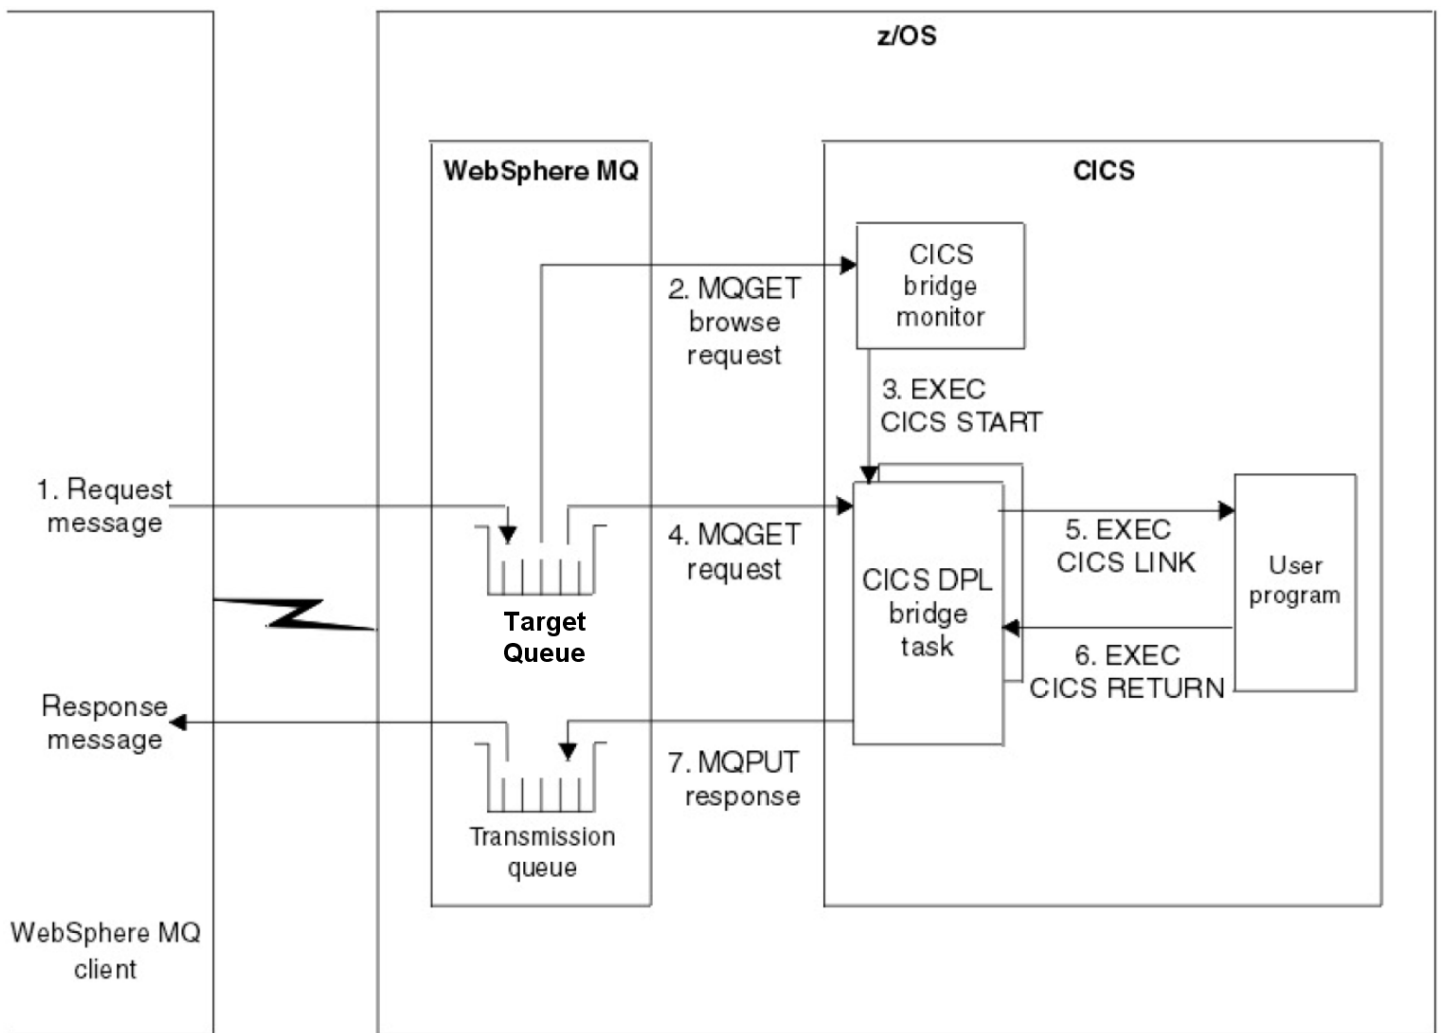 z/OS
WebSphere MQ
CICS
CICS
bridge
monitor
2. MQGET
browse
request
3. EXEC
CICS START
1. Request
message
4. MQGET
request
5. EXEC
CICS LINK
CICS DPL
bridge
task
User
program
Target
Queue
6. EXEC
CICS RETURN
Response
message
7. MQPUT
response
Transmission
queue
WebSphere MQ
client